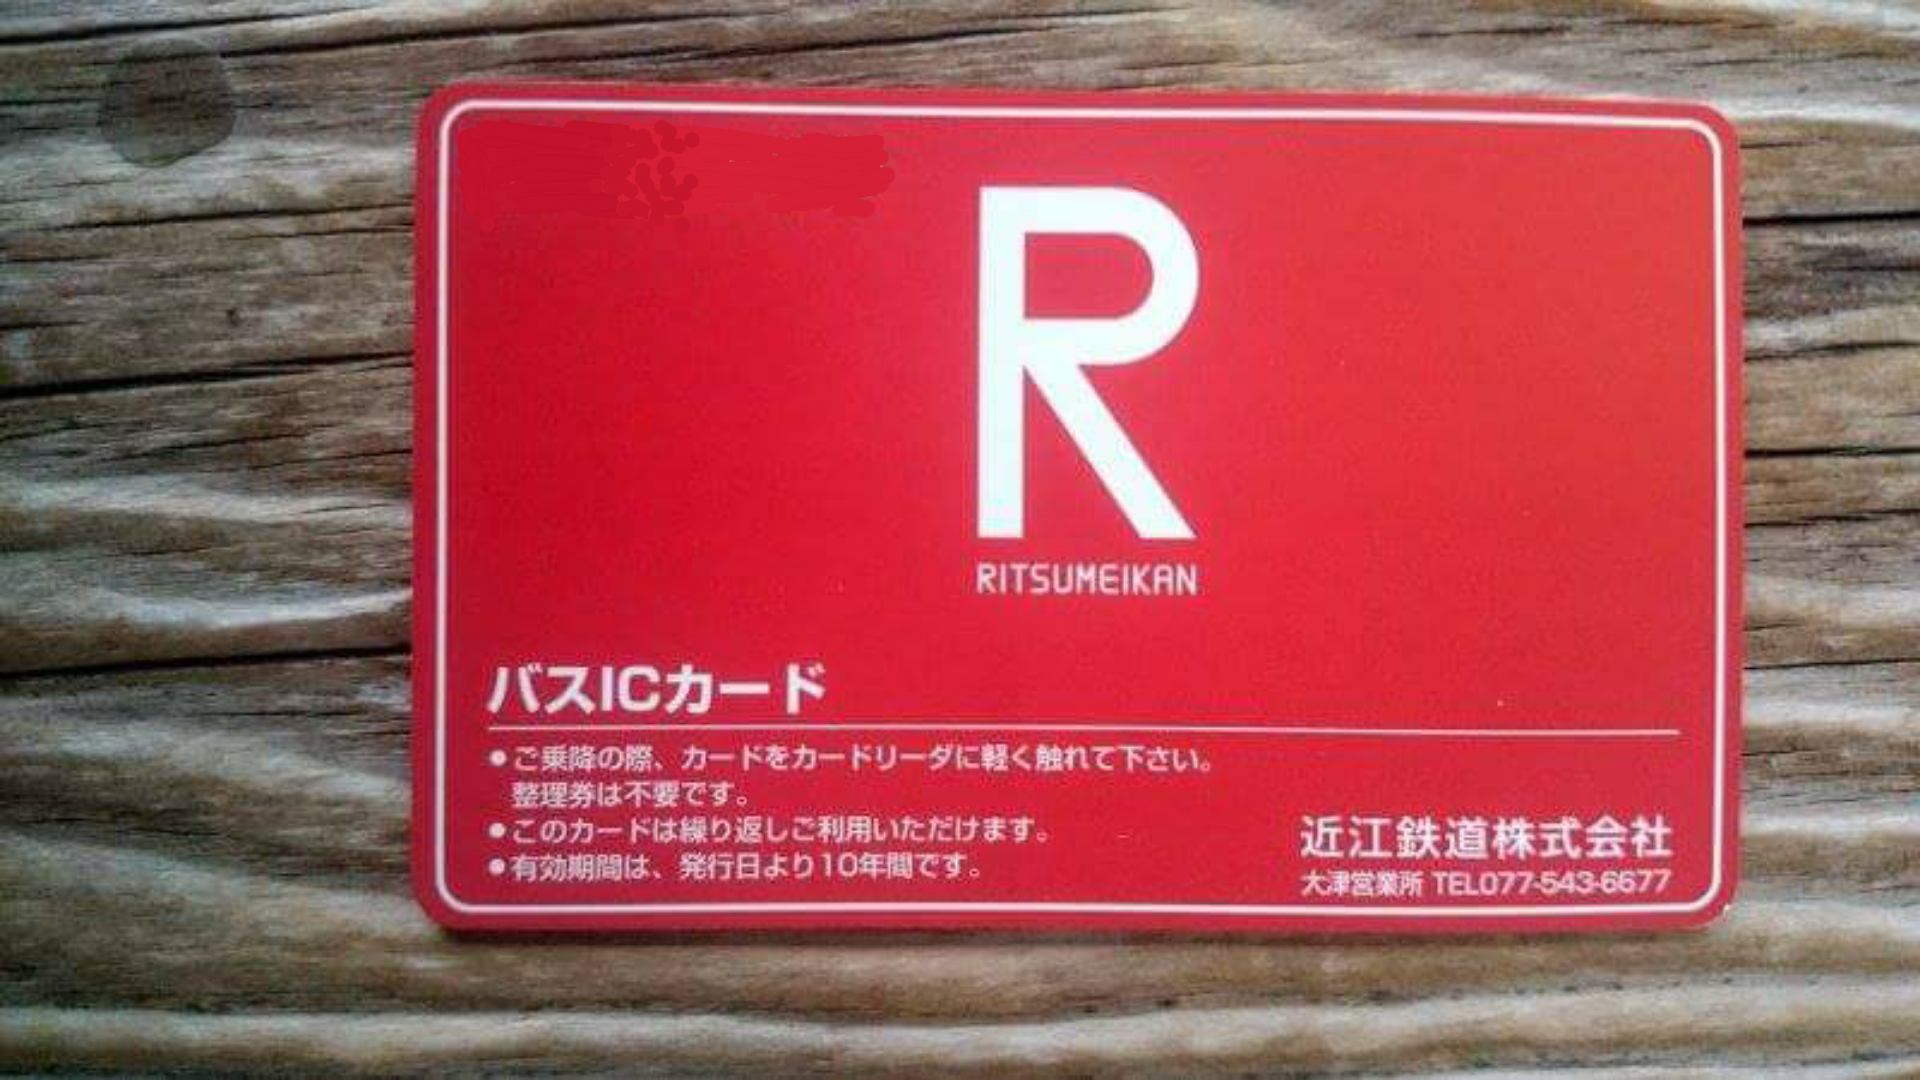 R
RITSUMEIKAN
バスICカード
●ご乗降の際、カードをカードリーダに軽く触れて下さい。
整理券は不要です。
●このカードは繰り返しご利用いただけます。
●有効期間は、発行日より10年間です。
近江鉄道株式会社
大津営業所 TEL077-543-6677